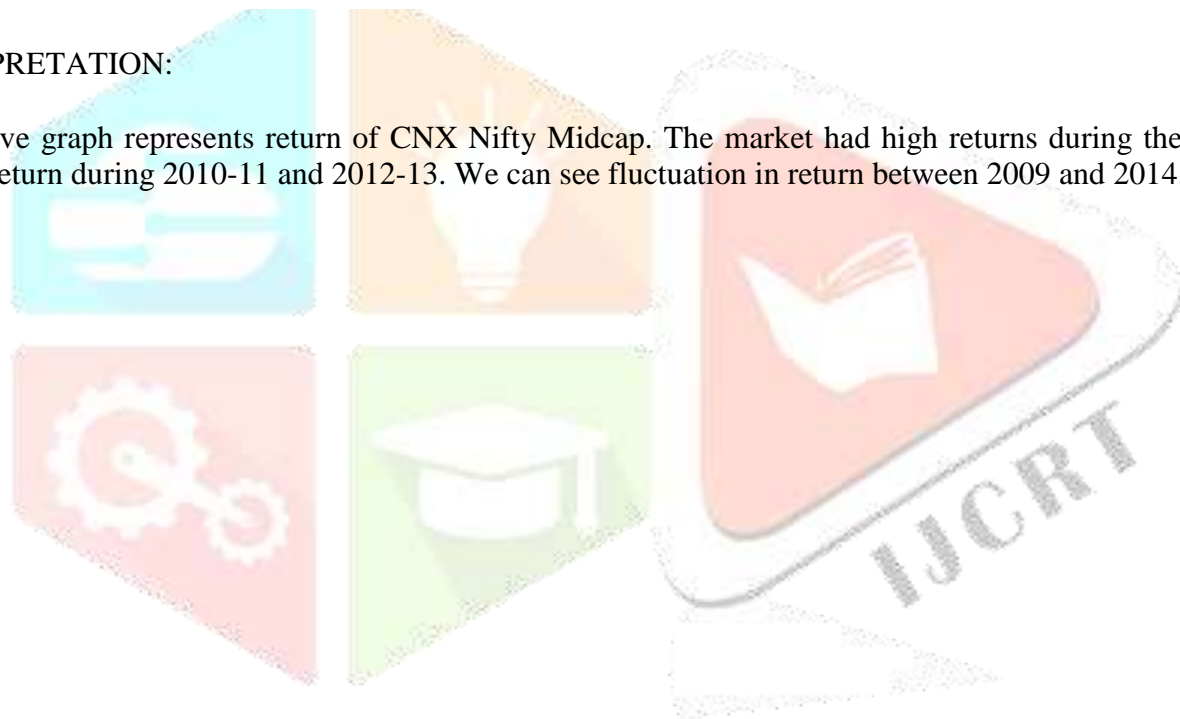 PRETATION:
ve graph represents return of CNX Nifty Midcap. The market had high returns during the
eturn during 2010-11 and 2012-13. We can see fluctuation in return between 2009 and 2014.
IJCRT